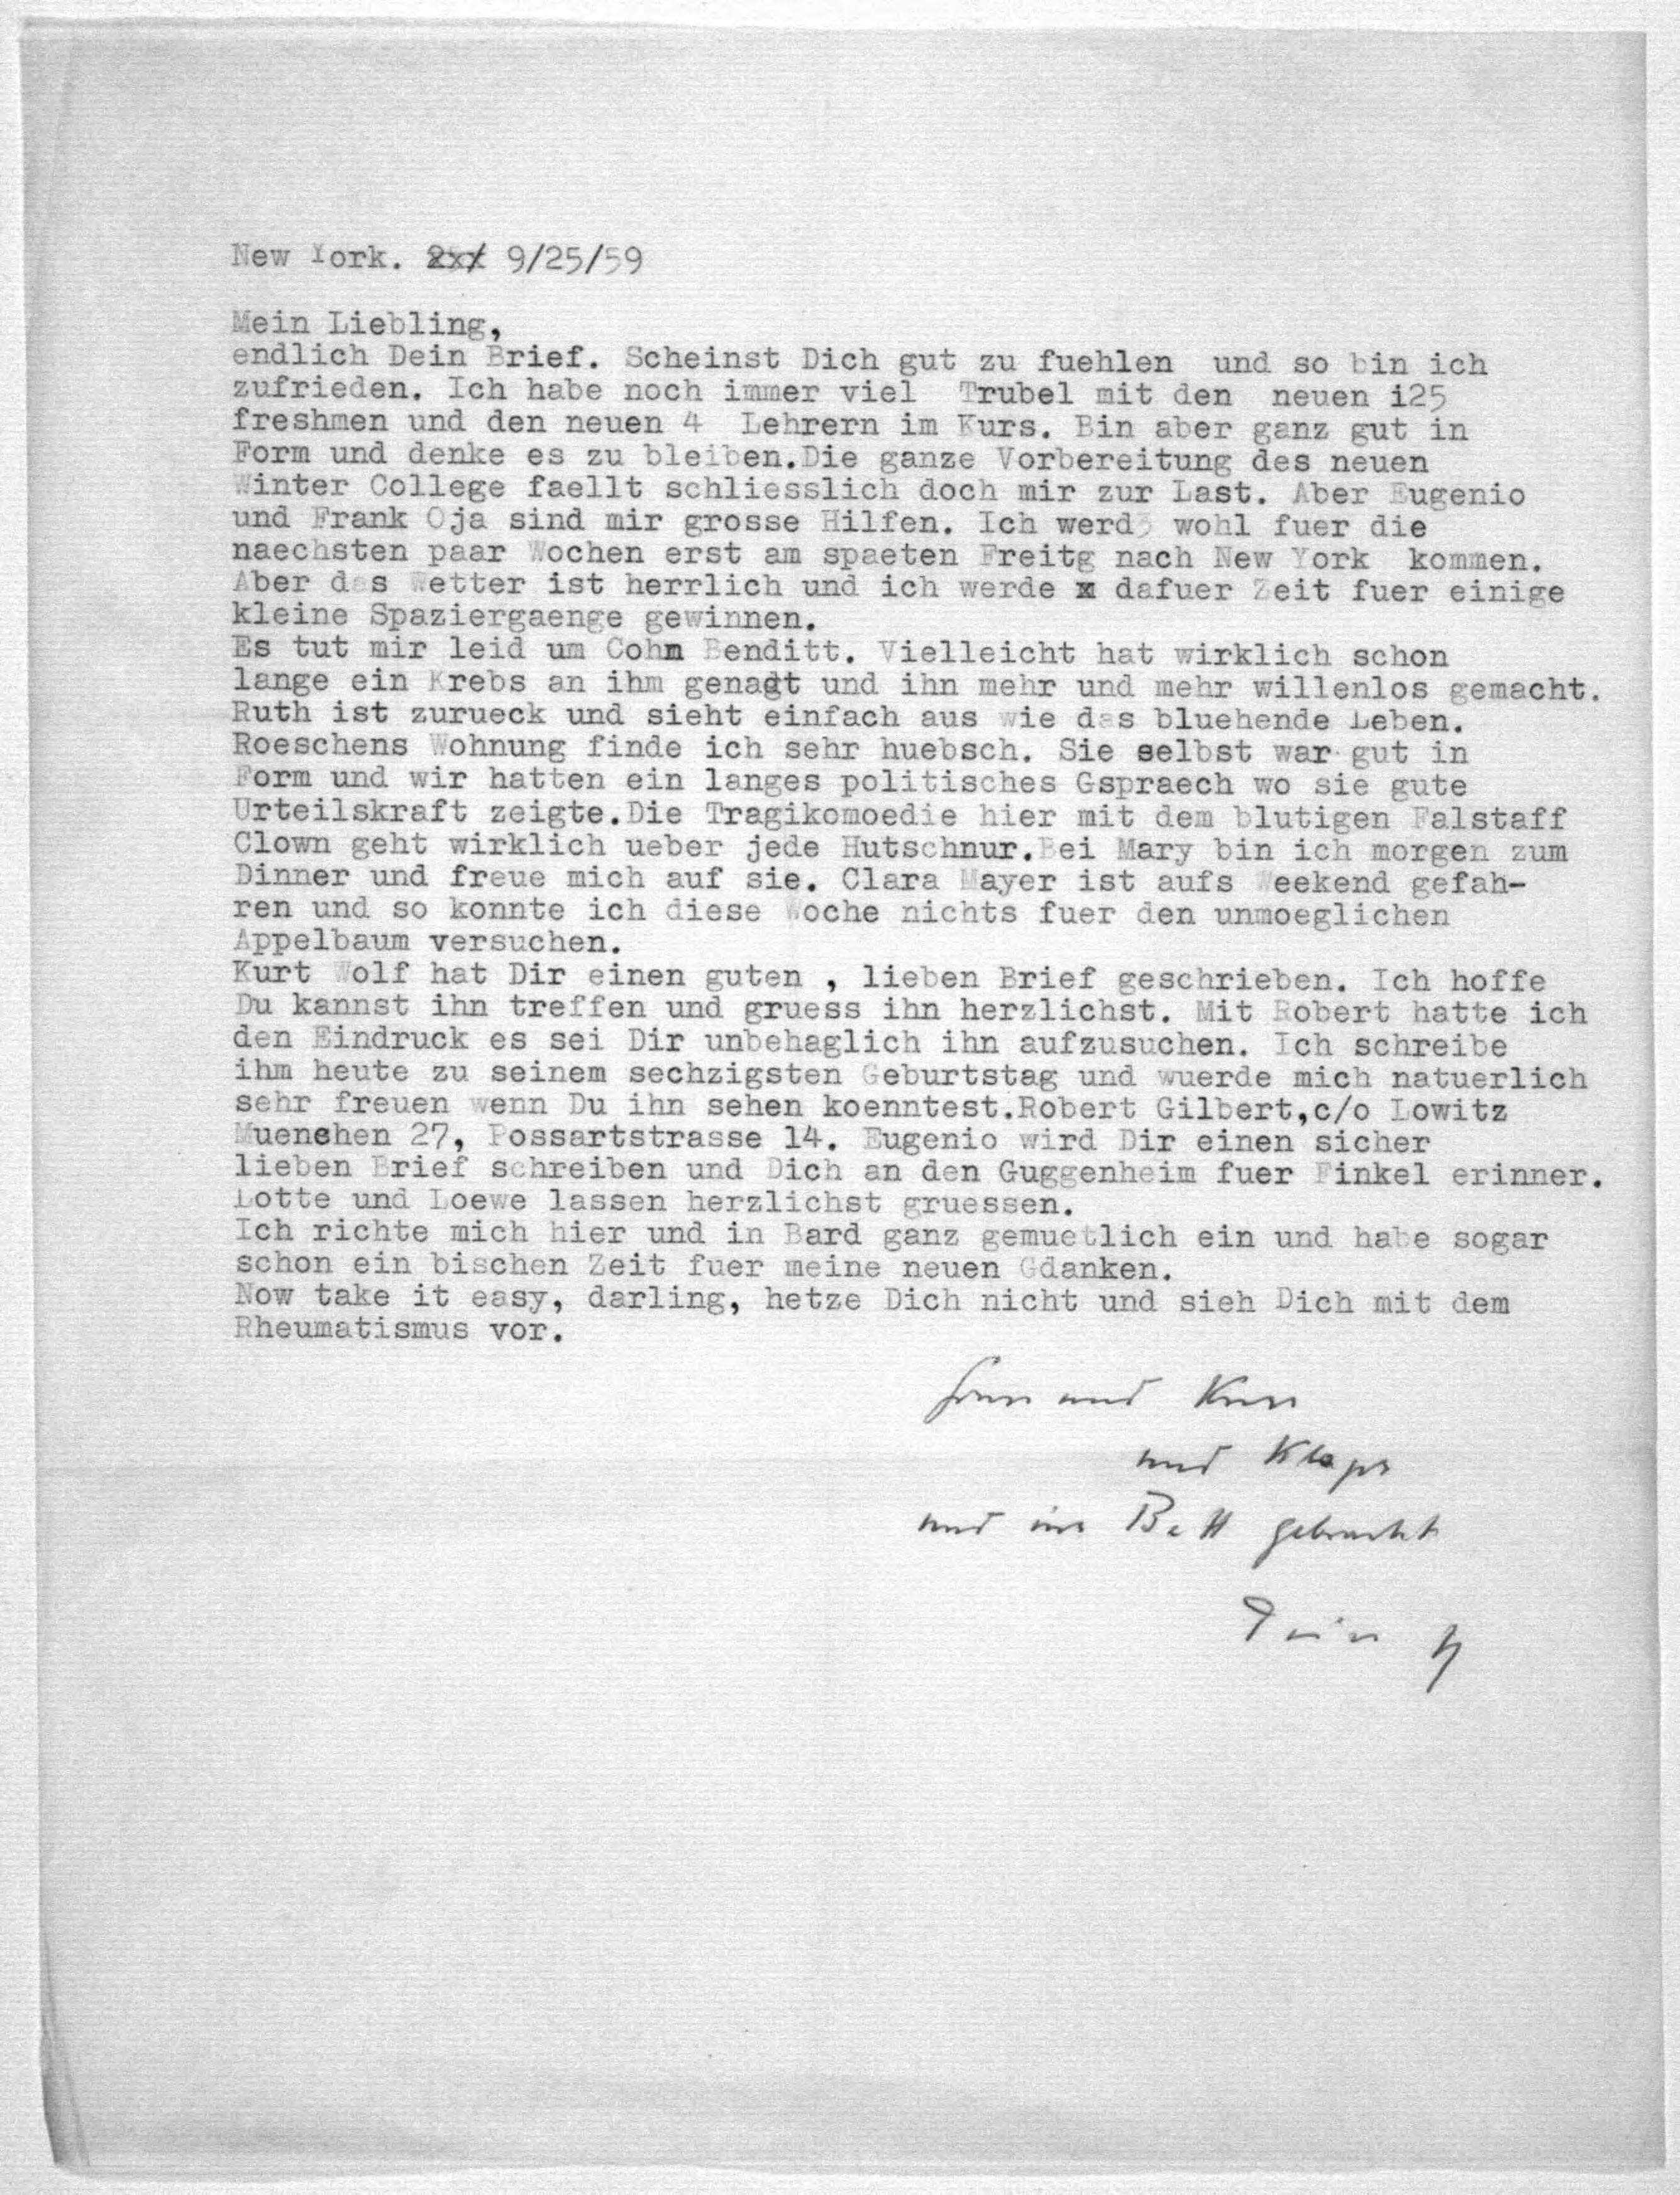 New York. 9/25/59
Mein Liebling,
endlich Dein Brief. Scheinst Dich gut zu fuehlen und so bin ich
zufrieden. Ich habe noch immer viel Trubel mit den neuen i25
freshmen und den neuen 4 Lehrern im Kurs. Bin aber ganz gut in
Form und denke es zu bleiben.Die ganze Vorbereitung des neuen
Winter College faellt schliesslich doch mir zur Last. Aber Eugenio
und Frank Oja sind mir grosse Hilfen. Ich werde wohl fuer die
naechsten paar Wochen erst am spaeten Freitg nach New York kommen.
Aber das Wetter ist herrlich und ich werde x dafuer Zeit fuer einige
kleine Spaziergaenge gewinnen.
Es tut mir leid um Cohn Benditt. Vielleicht hat wirklich schon
lange ein Krebs an ihm genagt und ihn mehr und mehr willenlos gemacht.
Ruth ist zurueck und sieht einfach aus wie das bluehende Leben.
Roeschens Wohnung finde ich sehr huebsch. Sie selbst war gut in
Form und wir hatten ein langes politisches Gspraech wo sie gute
Urteilskraft zeigte.Die Tragikomoedie hier mit dem blutigen Falstaff
Clown geht wirklich ueber jede Hutschnur.Bei Mary bin ich morgen zum
Dinner und freue mich auf sie. Clara Mayer ist aufs Weekend gefah-
ren und so konnte ich diese Woche nichts fuer den unmoeglichen
Appelbaum versuchen.
Kurt Wolf hat Dir einen guten , lieben Brief geschrieben. Ich hoffe
Du kannst ihn treffen und gruess ihn herzlichst. Mit Robert hatte ich
den Eindruck es sei Dir unbehaglich ihn aufzusuchen. Ich schreibe
ihm heute zu seinem sechzigsten Geburtstag und wuerde mich natuerlich
sehr freuen wenn Du ihn sehen koenntest.Robert Gilbert,c/o Lowitz
Muenchen 27, Possartstrasse 14. Eugenio wird Dir einen sicher
lieben Brief schreiben und Dich an den Guggenheim fuer Finkel erinner.
Lotte und Loewe lassen herzlichst gruessen.
Ich richte mich hier und in Bard ganz gemuetlich ein und habe sogar
schon ein bischen Zeit fuer meine neuen Gdanken.
Now take it easy, darling, hetze Dich nicht und sieh Dich mit dem
Rheumatismus vor.
und Kuss
und Klaps
und ins Bett gebracht
Dein H